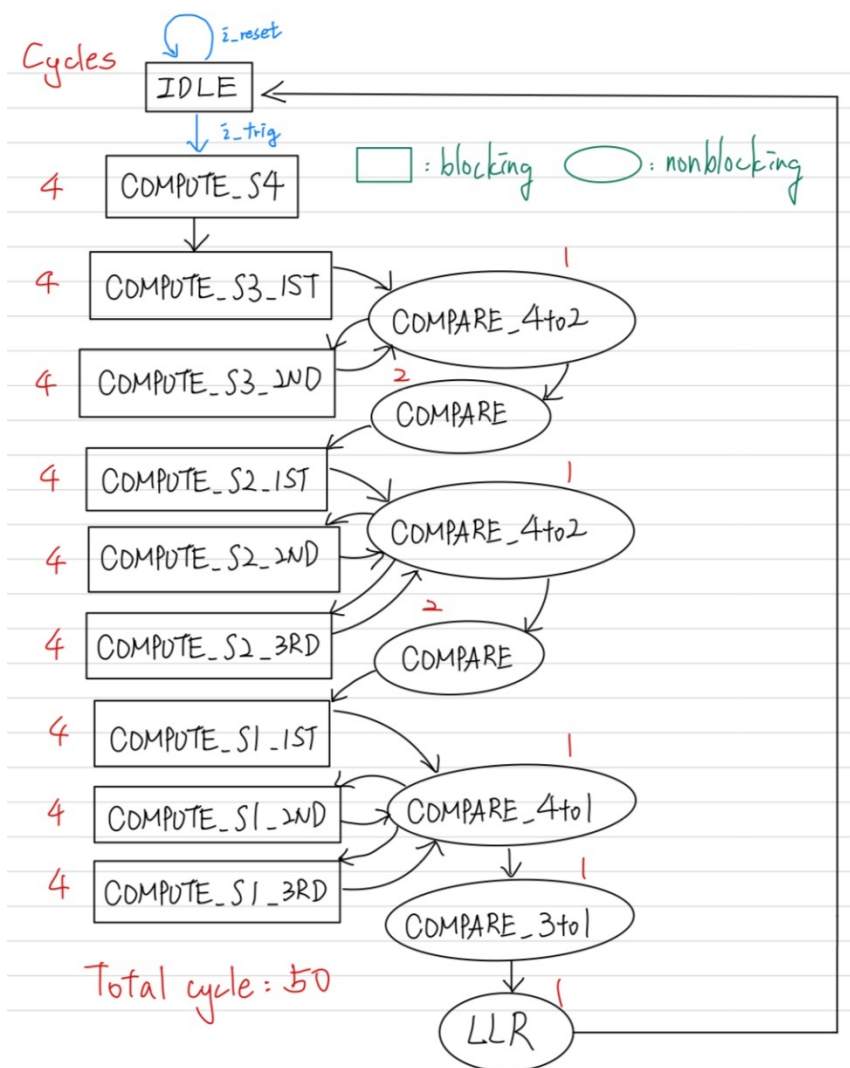 i_reset
Cycles
IDLE
i_trig
4 COMPUTE_S4
: blocking : nonblocking
1
4 COMPUTE_S3_1ST
COMPARE_4to2
4 COMPUTE_S3_2ND
2
COMPARE
4 COMPUTE_S2_1ST
1
COMPARE_4to2
4 COMPUTE_S2_2ND
4 COMPUTE_S2_3RD
2
COMPARE
4 COMPUTE_S1_1ST
1
4 COMPUTE_S1_2ND
COMPARE_4to1
4 COMPUTE_S1_3RD
1
COMPARE_3to1
Total cycle: 50
1
LLR